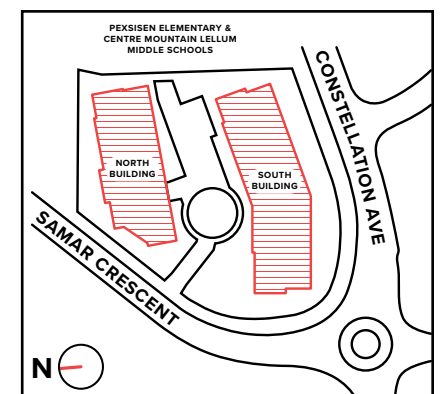 PEXSISEN ELEMENTARY &
CENTRE MOUNTAIN LELLUM
MIDDLE SCHOOLS
CONSTELLATION AVE
NORTH
BUILDING
SOUTH
BUILDING
SAMAR CRESCENT
N